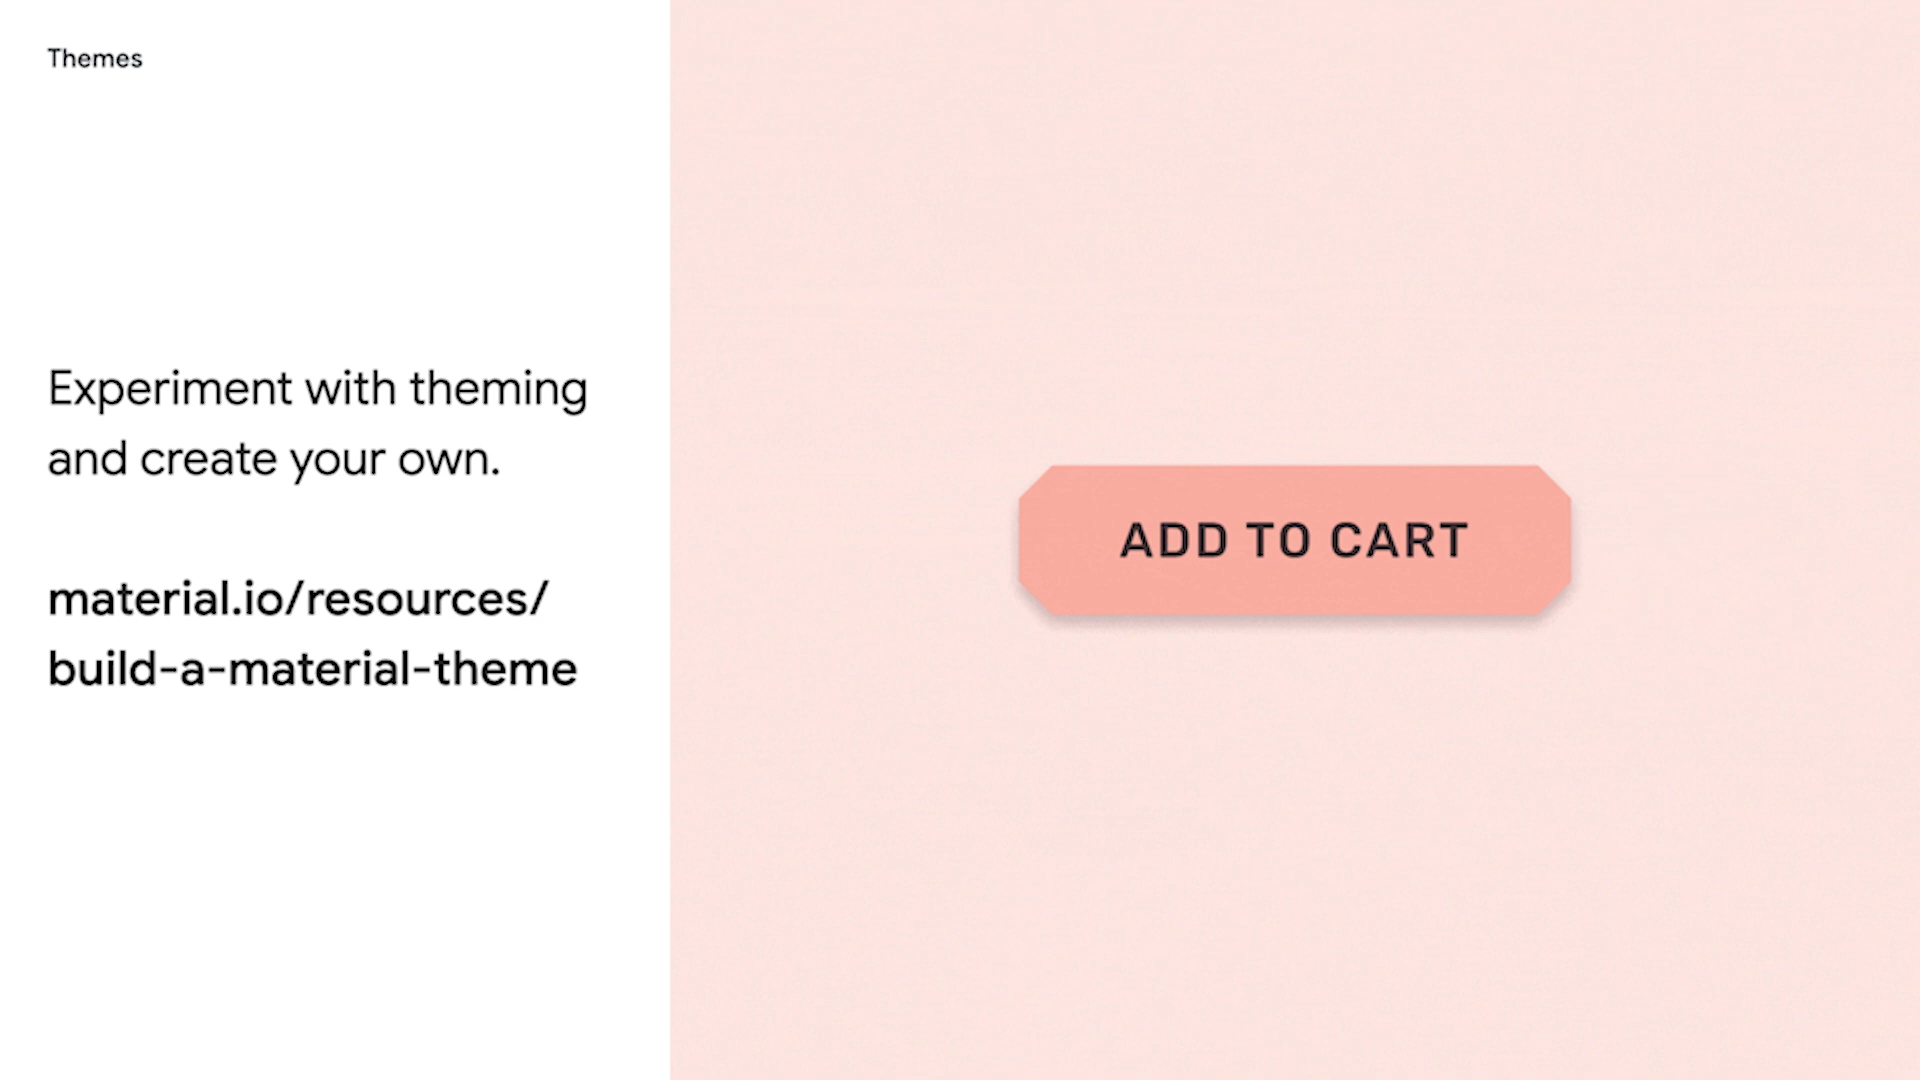 Themes
Experiment with theming
and create your own.
material.io/resources/
build-a-material-theme
ADD TO CART